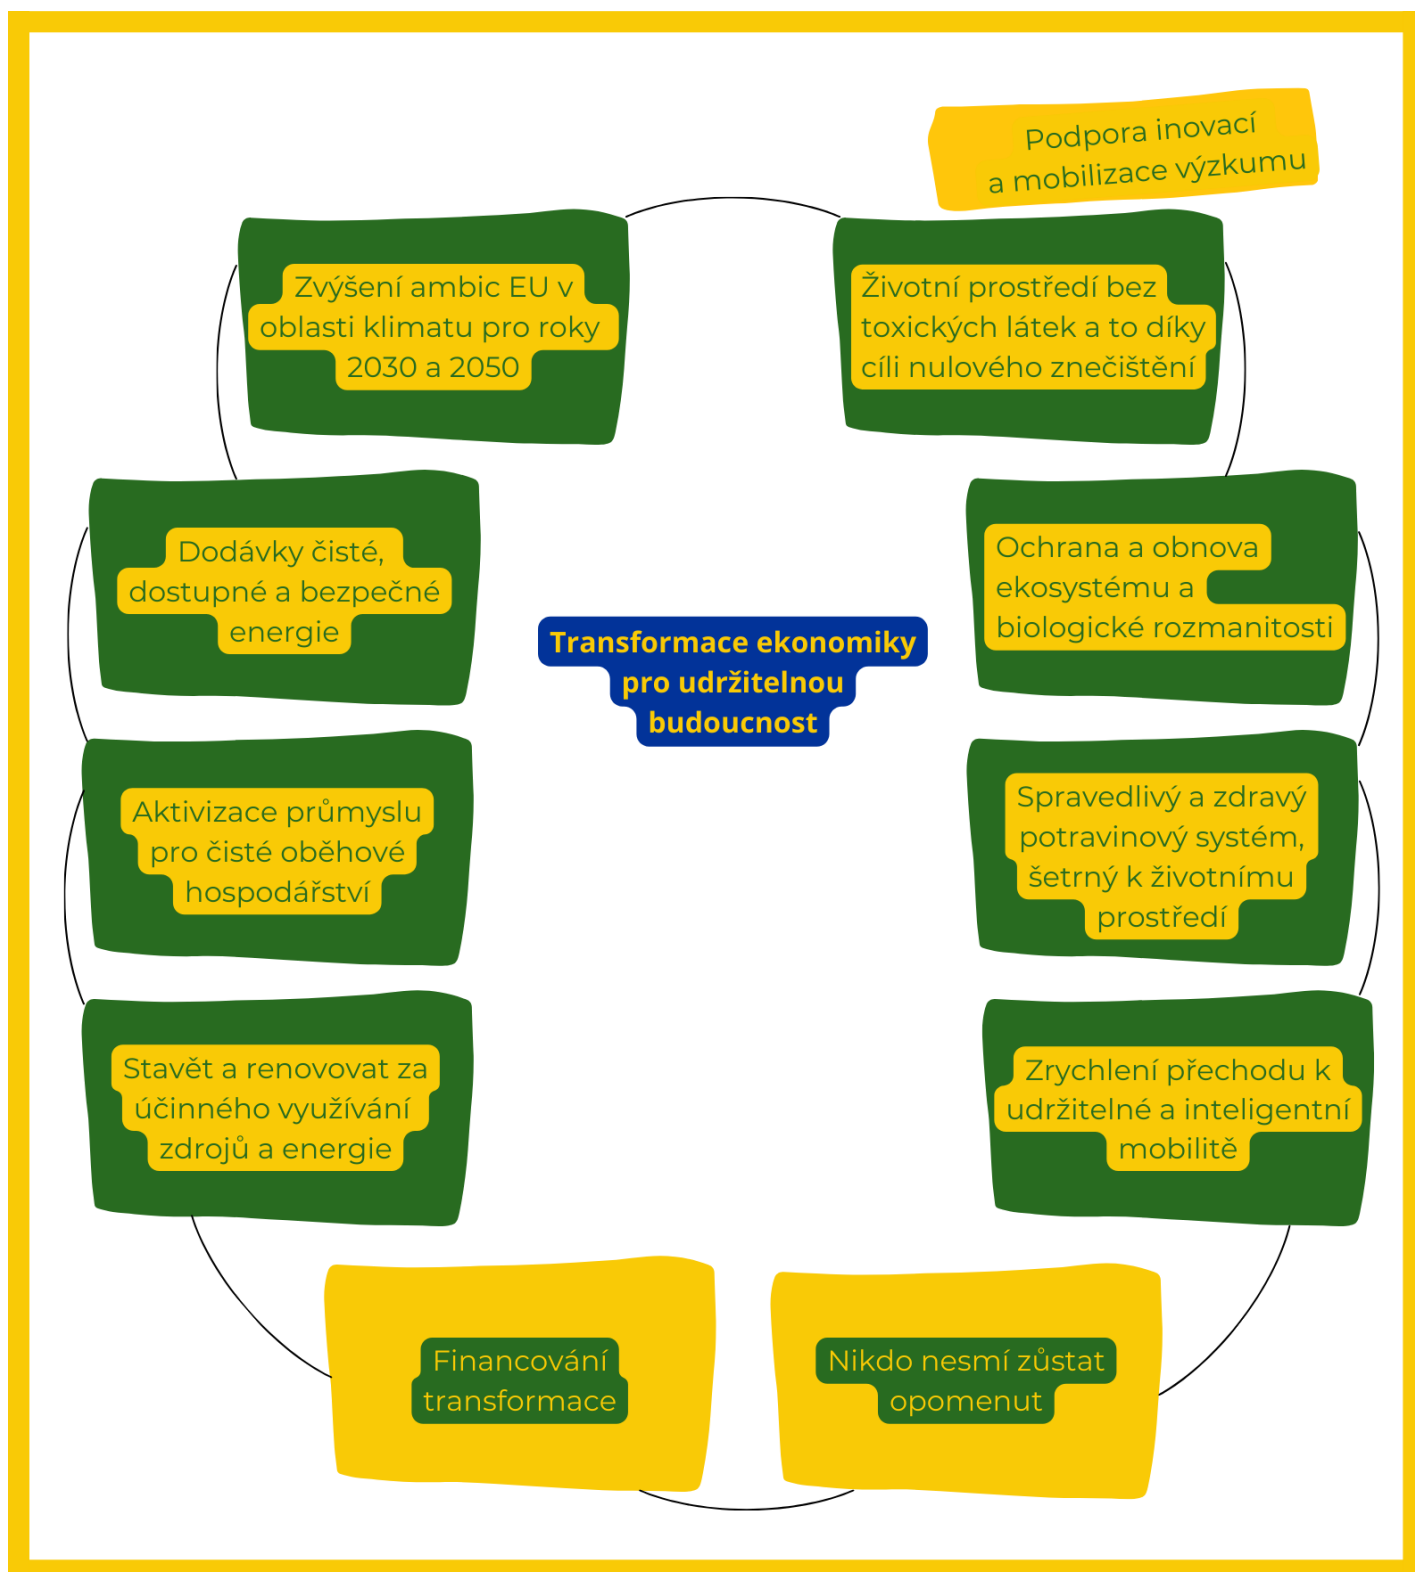 Podpora inovací
a mobilizace výzkumu
Zvýšení ambic EU v
oblasti klimatu pro roky
2030 a 2050
Životní prostředí bez
toxických látek a to díky
cíli nulového znečištění
Dodávky čisté,
dostupné a bezpečné
energie
Ochrana a obnova
ekosystému a
biologické rozmanitosti
Transformace ekonomiky
pro udržitelnou
budoucnost
Aktivizace průmyslu
pro čisté oběhové
hospodářství
Spravedlivý a zdravý
potravinový systém,
šetrný k životnímu
prostředí
Stavět a renovovat za
účinného využívání
zdrojů a energie
Zrychlení přechodu k
udržitelné a inteligentní
mobilitě
Financování
transformace
Nikdo nesmí zůstat
opomenut